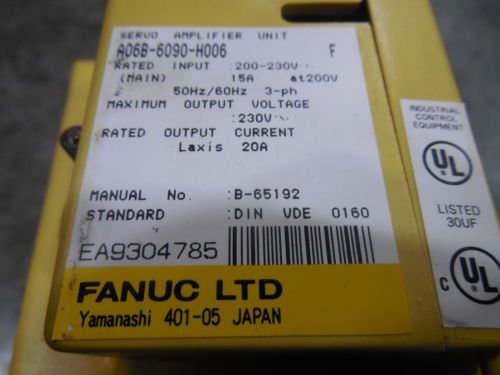 SERVO AMPLIFIER UNIT
A06B-6090-H006 F
RATED INPUT :200-230V
(MAIN) 15A at200V
50Hz/60Hz 3-ph
MAXIMUM OUTPUT VOLTAGE
:230V
RATED OUTPUT CURRENT
Laxis 20A
MANUAL No. :B-65192
STANDARD :DIN VDE 0160
EA9304785
FANUC LTD
Yamanashi 401-05 JAPAN
INDUSTRIAL
CONTROL
EQUIPMENT
UL
LISTED
30UF
C UL